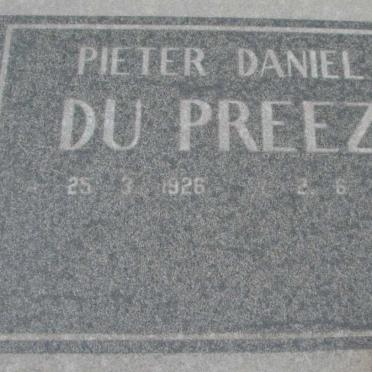 PIETER DANIEL
DU PREEZ
25. 3. 1926 2. 6.